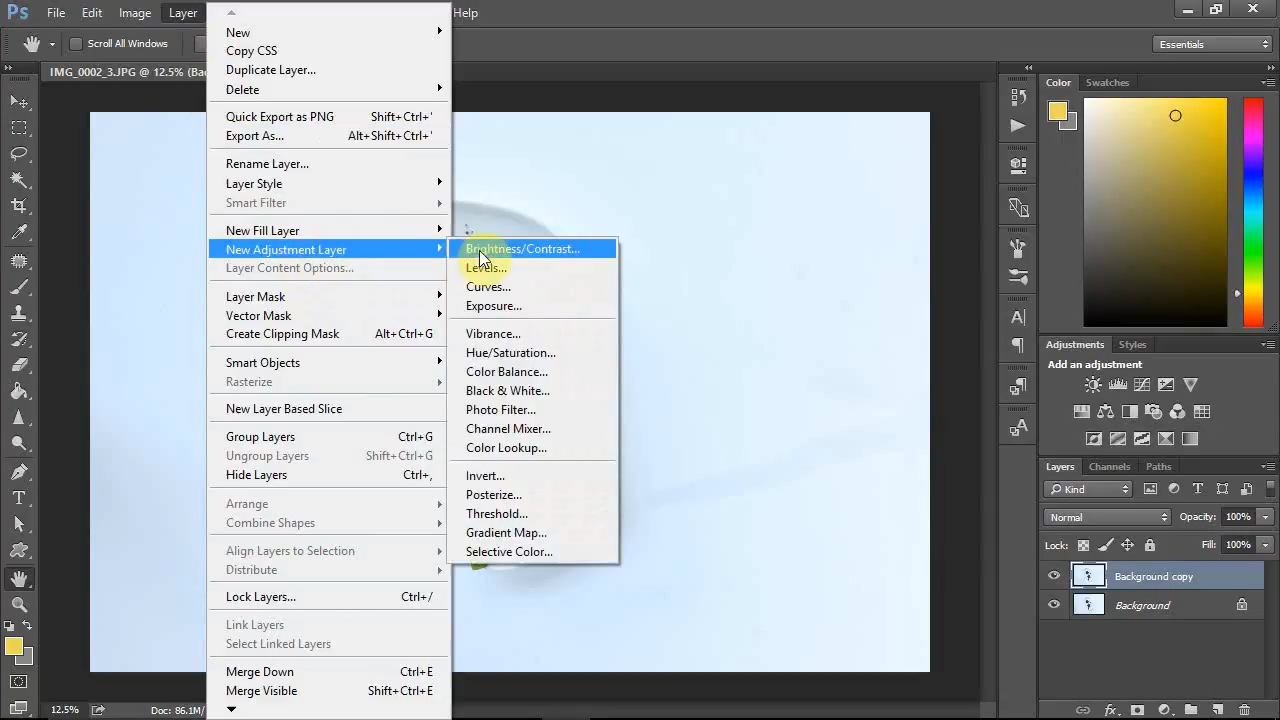 Ps File Edit Image Layer Help
Scroll All Windows
Essentials
IMG_0002_3.JPG @ 12.5% (Ba
New
Copy CSS
Duplicate Layer...
Delete
Quick Export as PNG Shift+Ctrl+'
Export As... Alt+Shift+Ctrl+'
Rename Layer...
Layer Style
Smart Filter
New Fill Layer
New Adjustment Layer
Layer Content Options...
Layer Mask
Vector Mask
Create Clipping Mask Alt+Ctrl+G
Smart Objects
Rasterize
New Layer Based Slice
Group Layers Ctrl+G
Ungroup Layers Shift+Ctrl+G
Hide Layers Ctrl+,
Arrange
Combine Shapes
Align Layers to Selection
Distribute
Lock Layers... Ctrl+/
Link Layers
Select Linked Layers
Merge Down Ctrl+E
Merge Visible Shift+Ctrl+E
Brightness/Contrast...
Levels...
Curves...
Exposure...
Vibrance...
Hue/Saturation...
Color Balance...
Black & White...
Photo Filter...
Channel Mixer...
Color Lookup...
Invert...
Posterize...
Threshold...
Gradient Map...
Selective Color...
Color Swatches
Adjustments Styles
Add an adjustment
Layers Channels Paths
Kind
Normal Opacity: 100%
Lock: Fill: 100%
Background copy
Background
12.5% Doc: 86.1M/